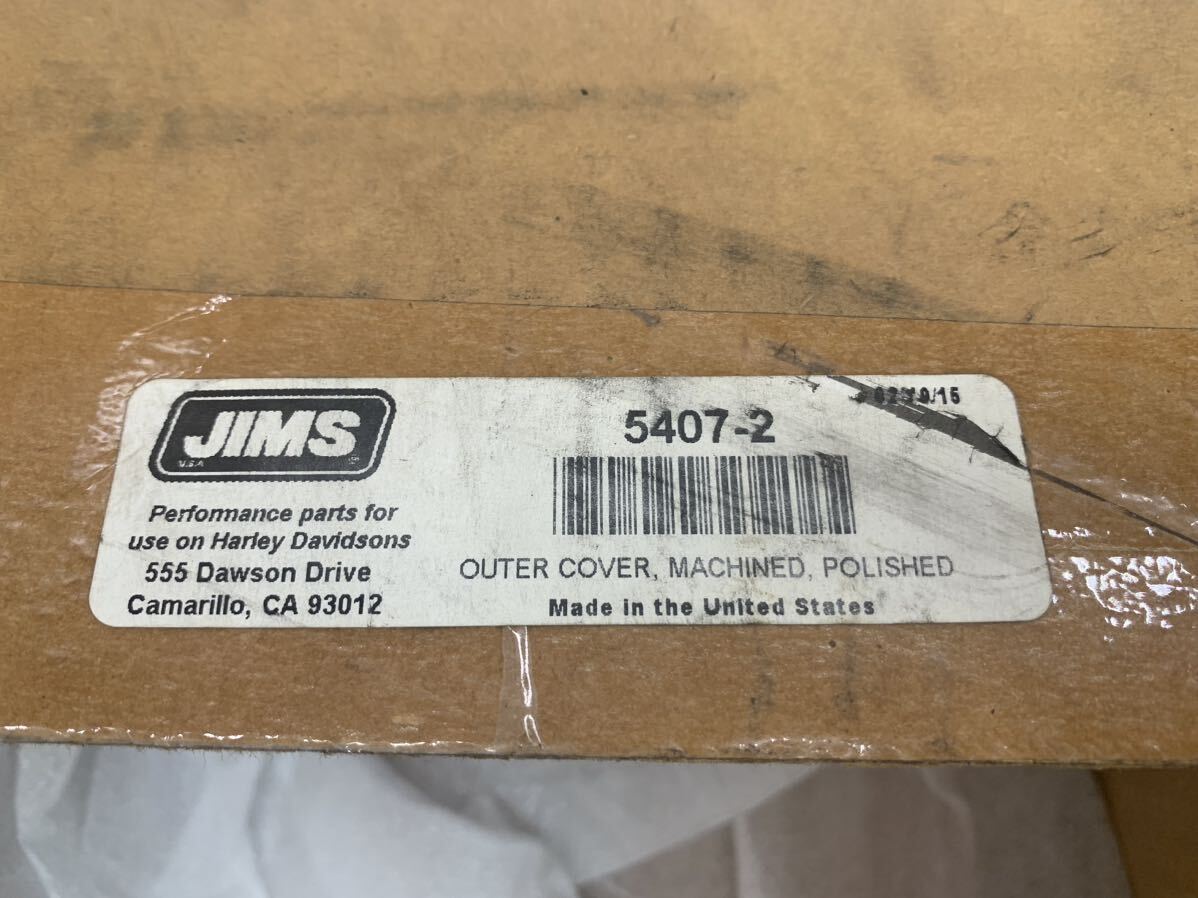 JIMS
U.S.A
®
Performance parts for
use on Harley Davidsons
555 Dawson Drive
Camarillo, CA 93012
5407-2
OUTER COVER, MACHINED, POLISHED
Made in the United States